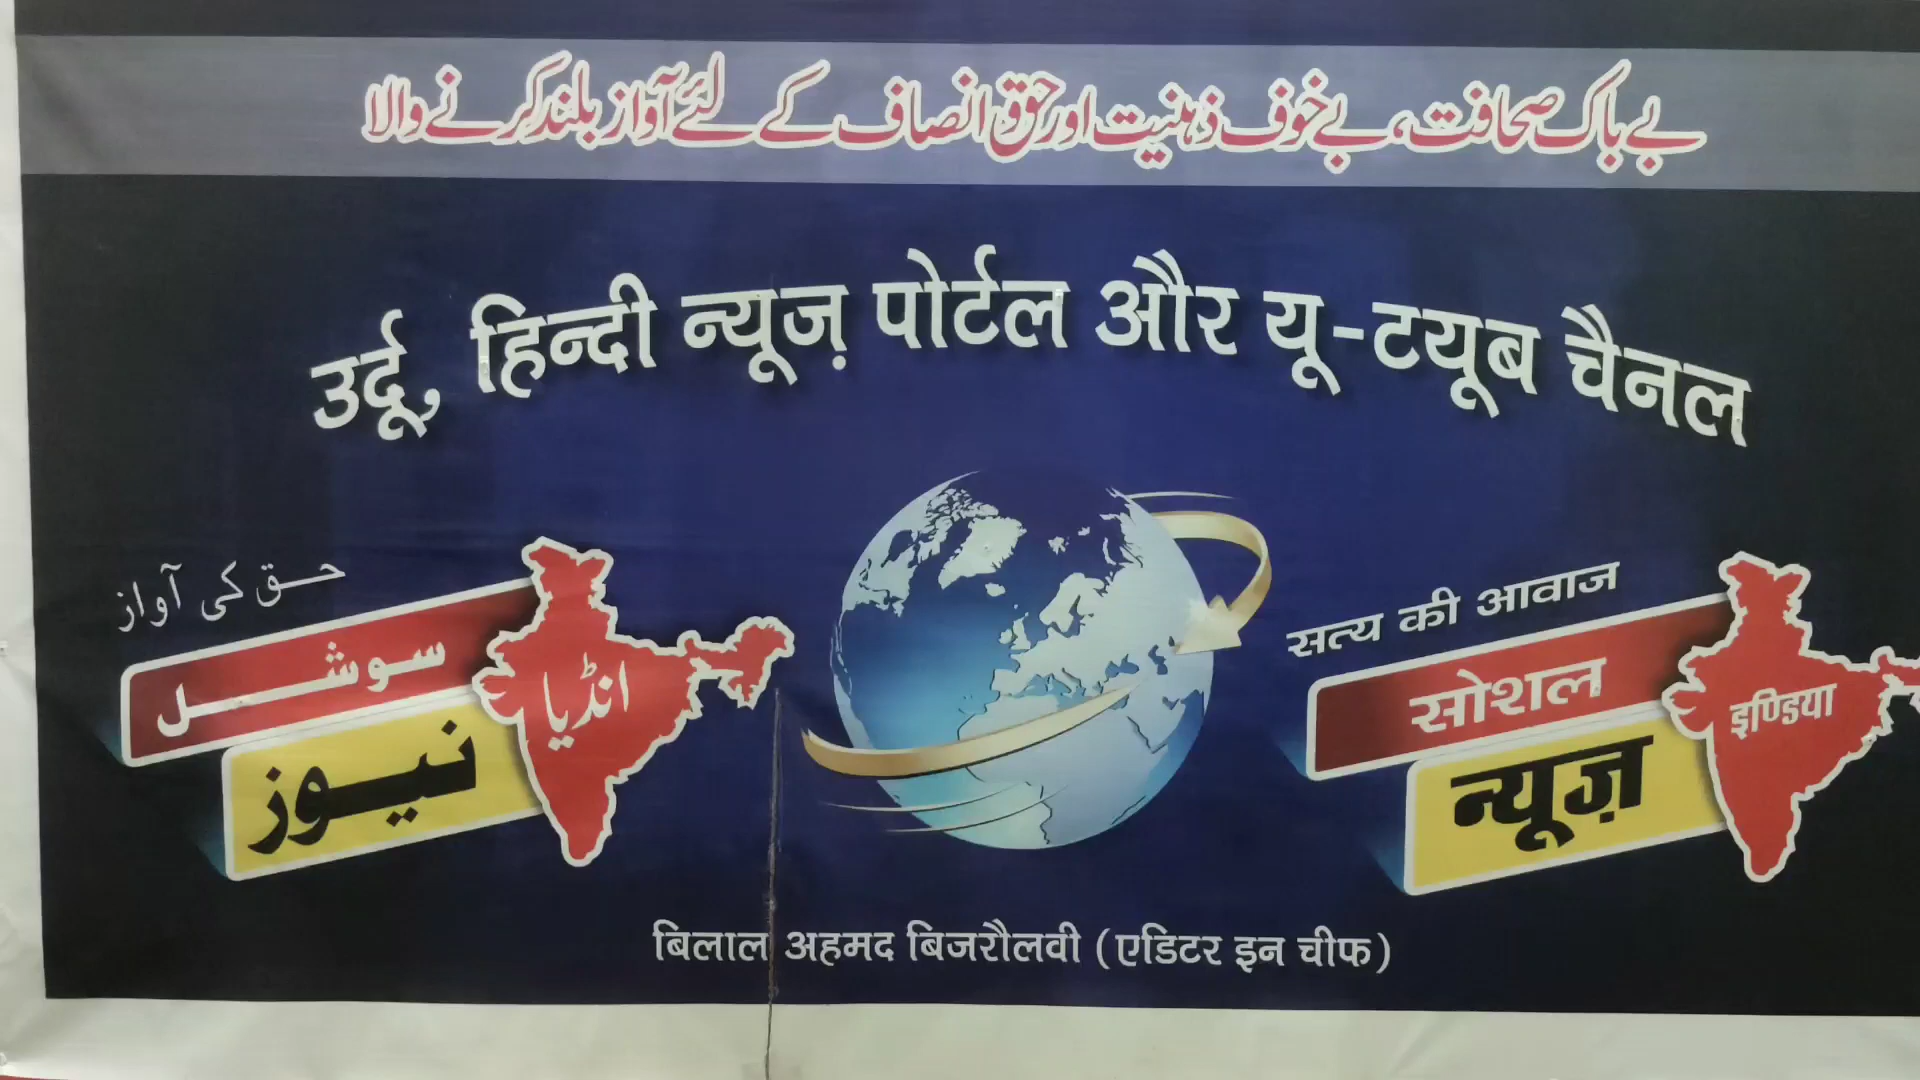 بے باک صحافت، بے خوف ذہنیت اور حق و انصاف کے لئے آواز بلند کرنے والا
उर्दू, हिन्दी न्यूज़ पोर्टल और यू-टयूब चैनल
حق کی آواز
سوشل
نیوز
انڈیا
सत्य की आवाज
सोशल
न्यूज़
इण्डिया
बिलाल अहमद बिजरौलवी (एडिटर इन चीफ)